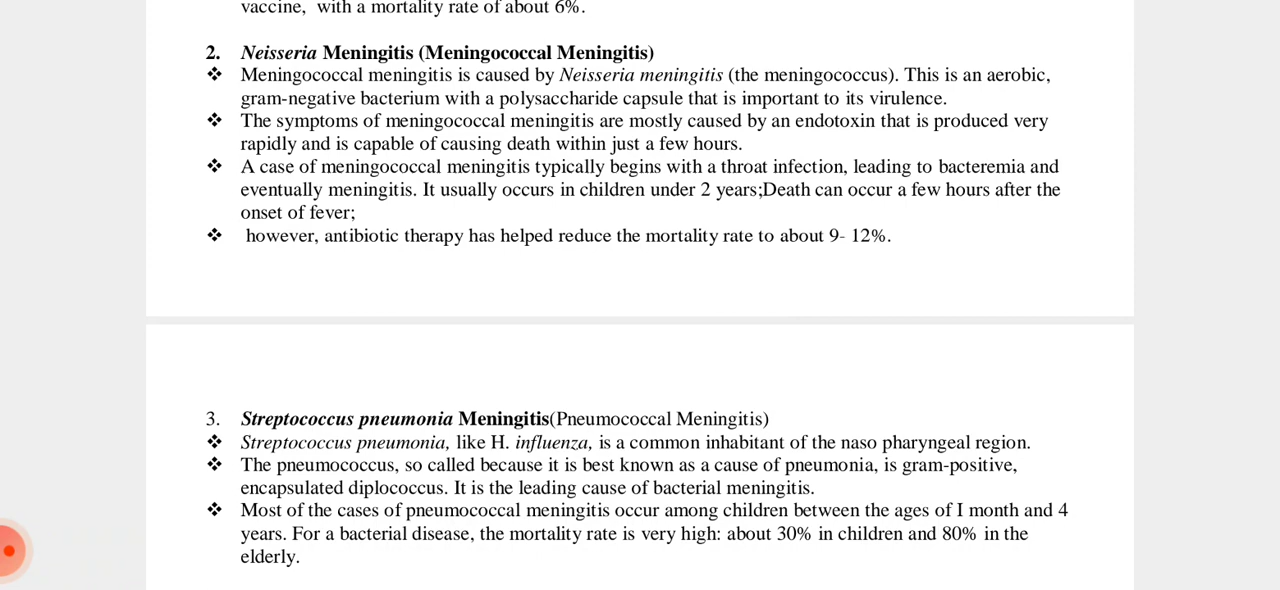 vaccine, with a mortality rate of about 6%.
2. Neisseria Meningitis (Meningococcal Meningitis)
❖ Meningococcal meningitis is caused by Neisseria meningitis (the meningococcus). This is an aerobic,
gram-negative bacterium with a polysaccharide capsule that is important to its virulence.
❖ The symptoms of meningococcal meningitis are mostly caused by an endotoxin that is produced very
rapidly and is capable of causing death within just a few hours.
❖ A case of meningococcal meningitis typically begins with a throat infection, leading to bacteremia and
eventually meningitis. It usually occurs in children under 2 years;Death can occur a few hours after the
onset of fever;
❖ however, antibiotic therapy has helped reduce the mortality rate to about 9- 12%.
3. Streptococcus pneumonia Meningitis(Pneumococcal Meningitis)
❖ Streptococcus pneumonia, like H. influenza, is a common inhabitant of the naso pharyngeal region.
❖ The pneumococcus, so called because it is best known as a cause of pneumonia, is gram-positive,
encapsulated diplococcus. It is the leading cause of bacterial meningitis.
❖ Most of the cases of pneumococcal meningitis occur among children between the ages of I month and 4
years. For a bacterial disease, the mortality rate is very high: about 30% in children and 80% in the
elderly.